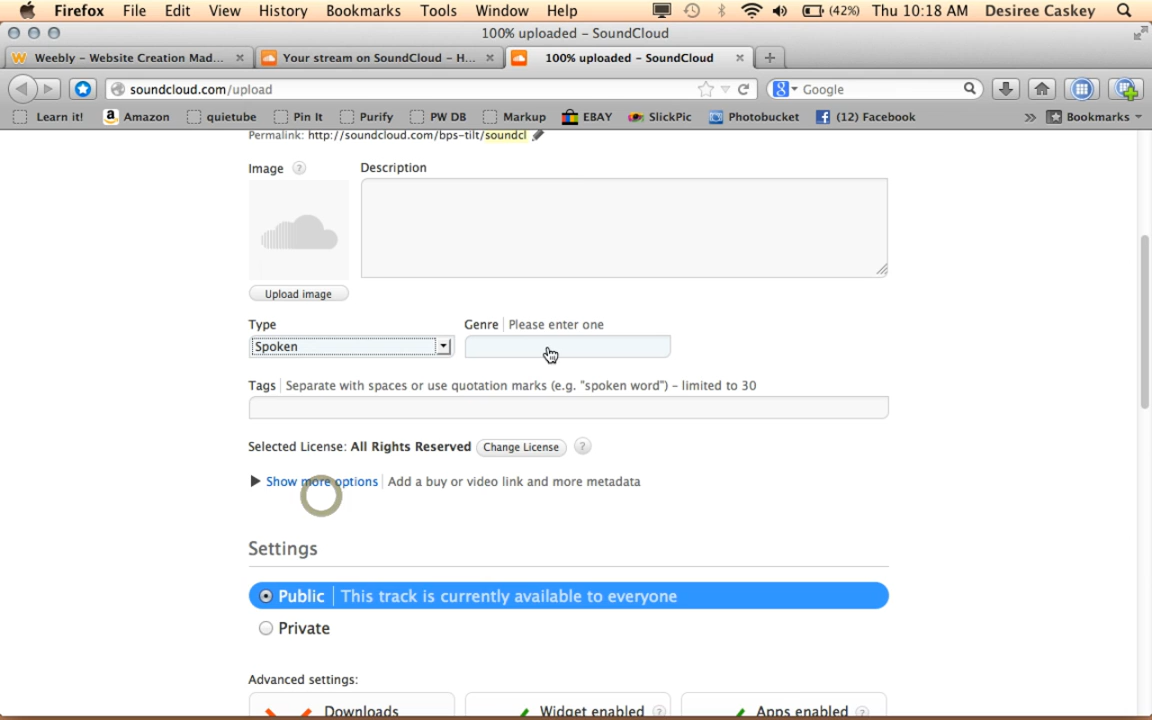 Firefox File Edit View History Bookmarks Tools Window Help (42%) Thu 10:18 AM Desiree Caskey
100% uploaded – SoundCloud
W Weebly – Website Creation Mad... × Your stream on SoundCloud – H... × 100% uploaded – SoundCloud × +
soundcloud.com/upload Google
Learn it! Amazon quietube Pin It Purify PW DB Markup EBAY SlickPic Photobucket (12) Facebook » Bookmarks
Permalink: http://soundcloud.com/bps-tilt/soundcl
Image ? Description
Upload image
Type Genre Please enter one
Spoken
Tags Separate with spaces or use quotation marks (e.g. "spoken word") – limited to 30
Selected License: All Rights Reserved Change License ?
Show more options Add a buy or video link and more metadata
Settings
Public This track is currently available to everyone
Private
Advanced settings:
Downloads Widget enabled ? Apps enabled ?